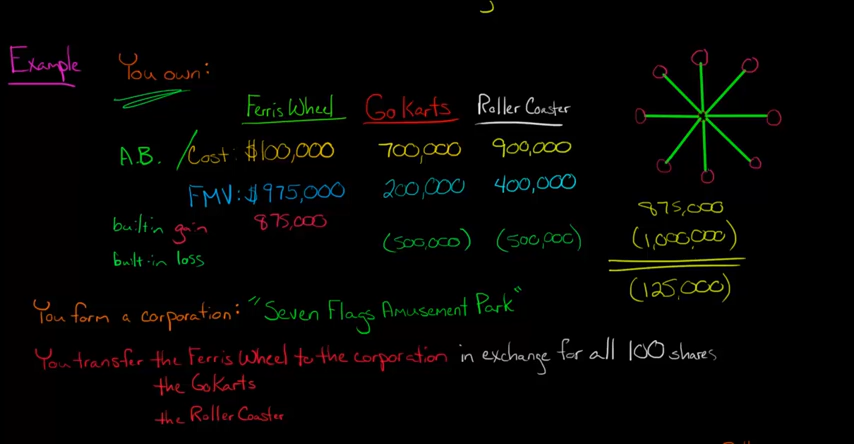 Example
You own:
Ferris Wheel Go Karts Roller Coaster
A.B. / Cost: $100,000 700,000 900,000
FMV: $975,000 200,000 400,000
built-in gain 875,000
built-in loss (500,000) (500,000)
875,000
(1,000,000)
(125,000)
You form a corporation: "Seven Flags Amusement Park"
You transfer the Ferris Wheel to the corporation in exchange for all 100 shares
the Go Karts
the Roller Coaster